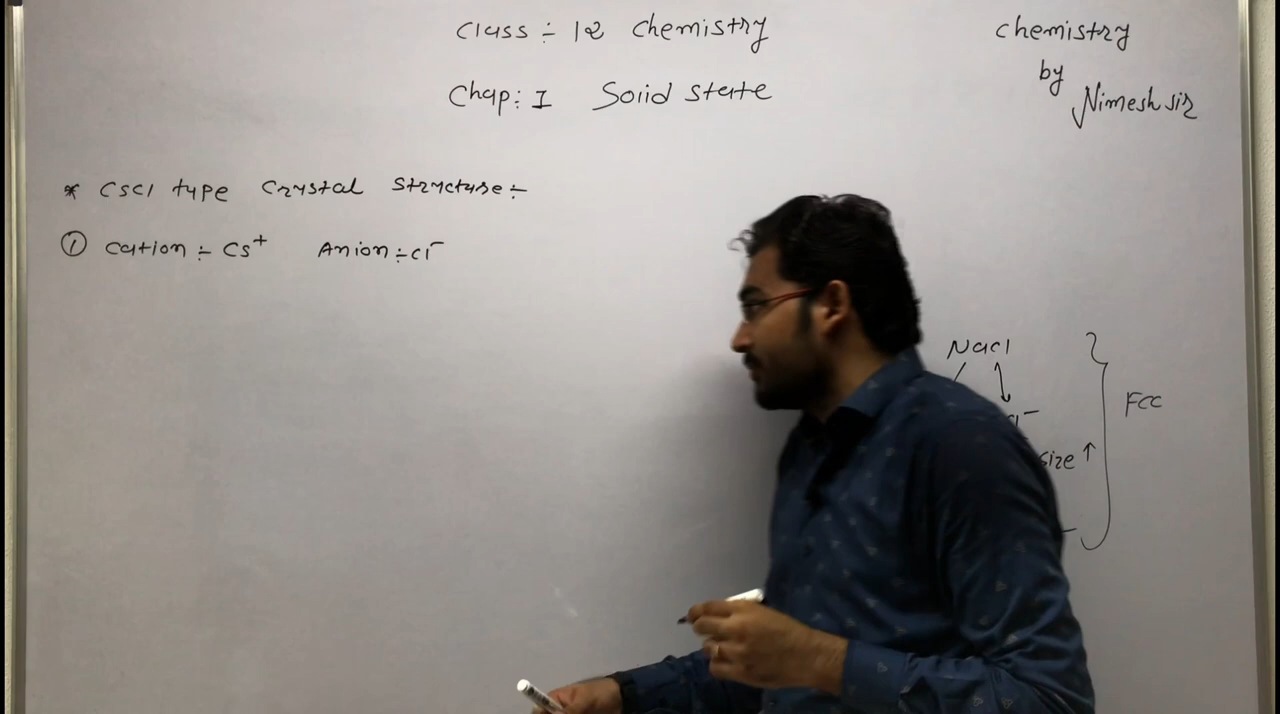 Class :- 12 Chemistry
Chap: I Solid state
Chemistry
by
Nimesh sir
* CsCl type Crystal Structure :-
① Cation :- Cs⁺ Anion :- Cl⁻
NaCl
size ↑
FCC